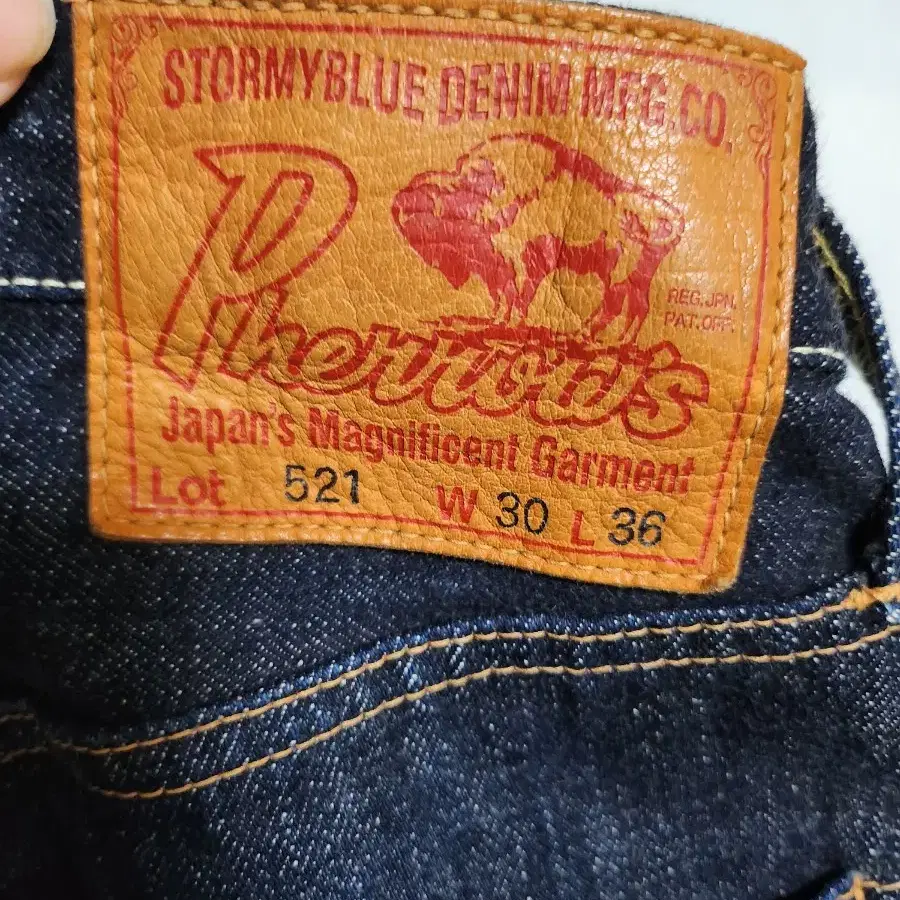 STORMYBLUE DENIM MFG.CO.
Pherrow's
REG.JPN.
PAT.OFF.
Japan's Magnificent Garment
Lot 521 W 30 L 36